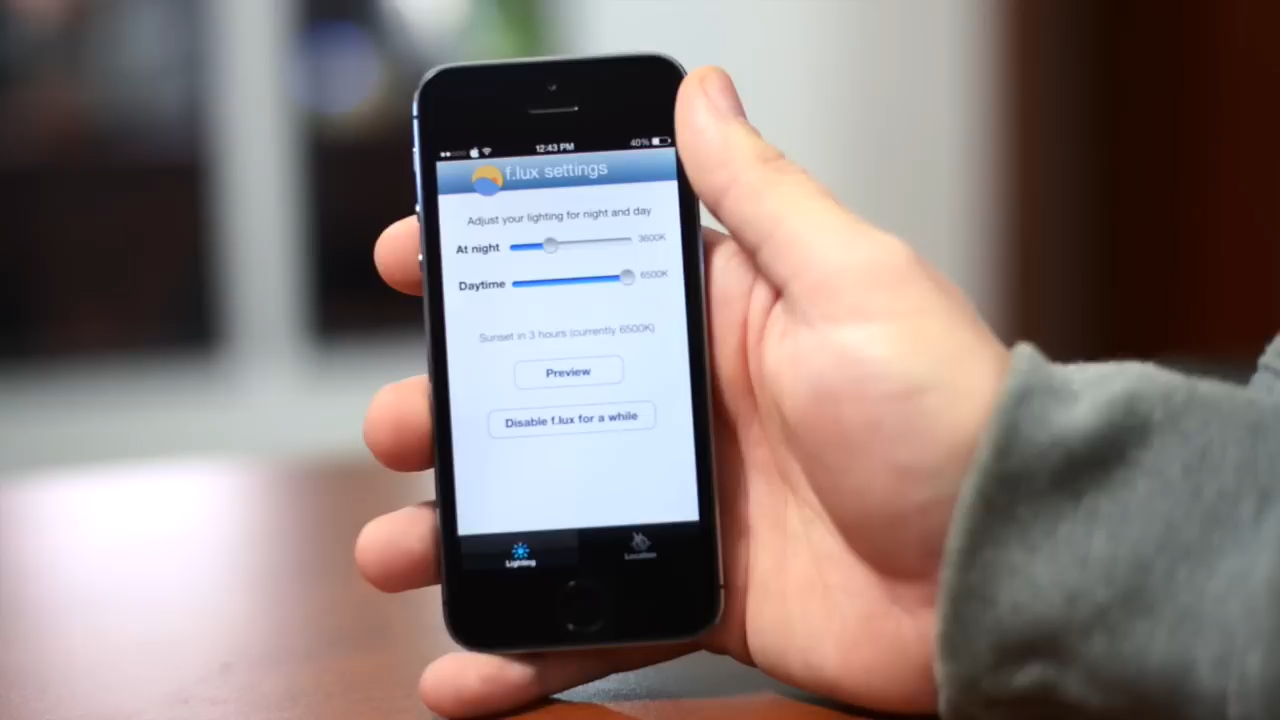 12:43 PM 40%
f.lux settings
Adjust your lighting for night and day
At night 3600K
Daytime 6500K
Sunset in 3 hours (currently 6500K)
Preview
Disable f.lux for a while
Lighting Location